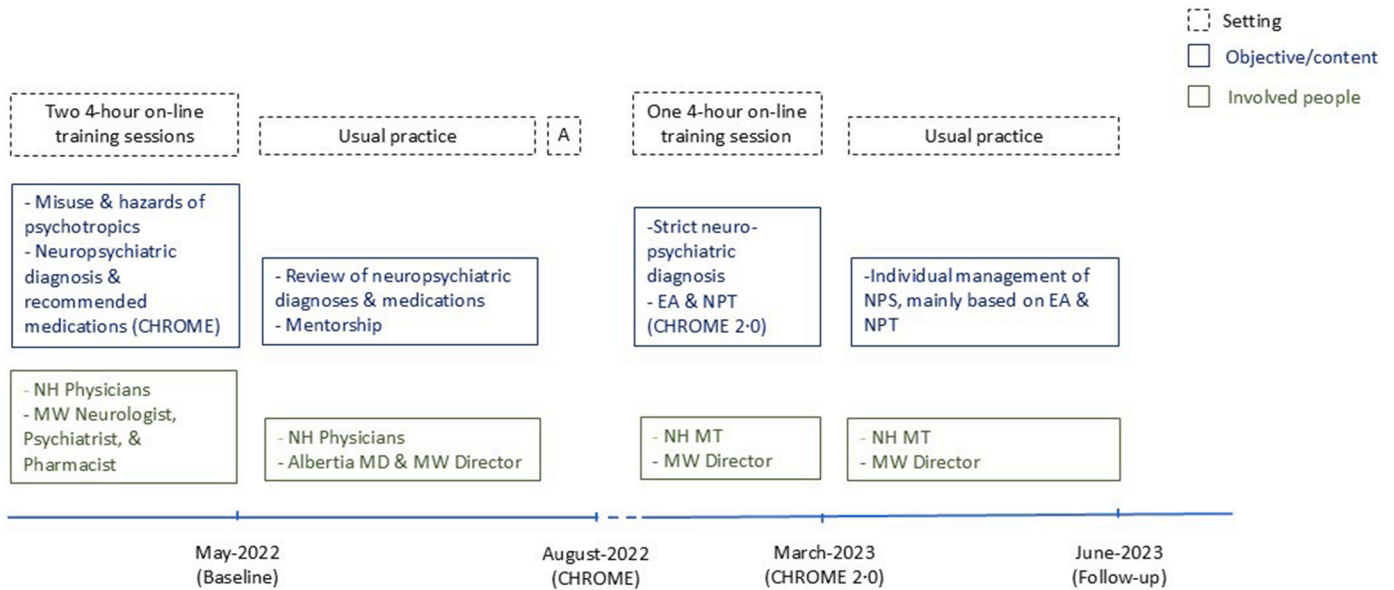 Setting
Objective/content
Involved people
Two 4-hour on-line
training sessions
Usual practice
A
One 4-hour on-line
training session
Usual practice
- Misuse & hazards of
psychotropics
- Neuropsychiatric
diagnosis &
recommended
medications (CHROME)
- Review of neuropsychiatric
diagnoses & medications
- Mentorship
-Strict neuro-
psychiatric
diagnosis
- EA & NPT
(CHROME 2·0)
-Individual management of
NPS, mainly based on EA &
NPT
- NH Physicians
- MW Neurologist,
Psychiatrist, &
Pharmacist
- NH Physicians
- Albertia MD & MW Director
- NH MT
- MW Director
- NH MT
- MW Director
May-2022
(Baseline)
August-2022
(CHROME)
March-2023
(CHROME 2·0)
June-2023
(Follow-up)